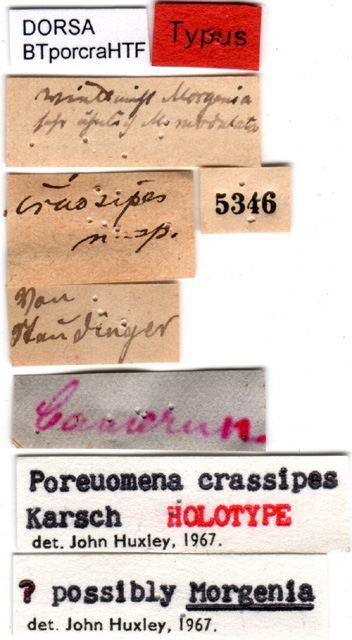 DORSA
BTporcraHTF
Typus
Morgenia
crassipes
n. sp.
5346
Von
Staudinger
Camerun.
Poreuomena crassipes
Karsch HOLOTYPE
det. John Huxley, 1967.
? possibly Morgenia
det. John Huxley, 1967.